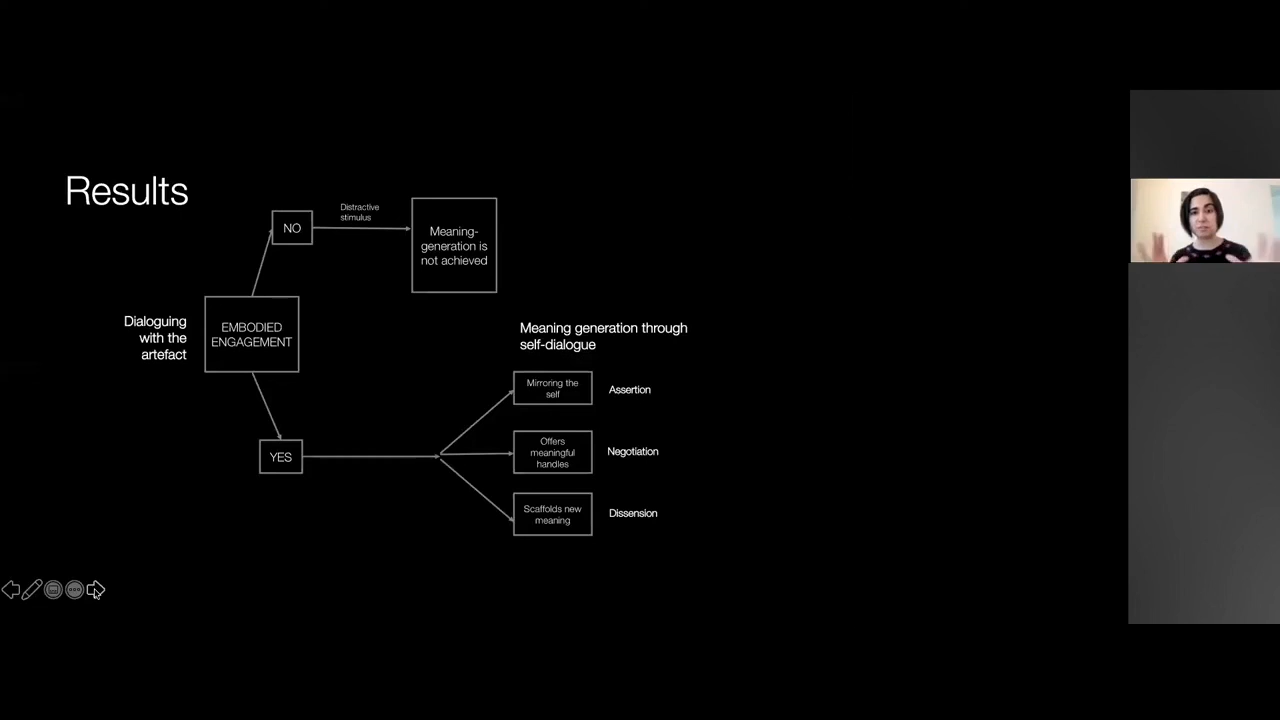 Results
NO
Distractive
stimulus
Meaning-
generation is
not achieved
Dialoguing
with the
artefact
EMBODIED
ENGAGEMENT
YES
Meaning generation through
self-dialogue
Mirroring the
self
Assertion
Offers
meaningful
handles
Negotiation
Scaffolds new
meaning
Dissension